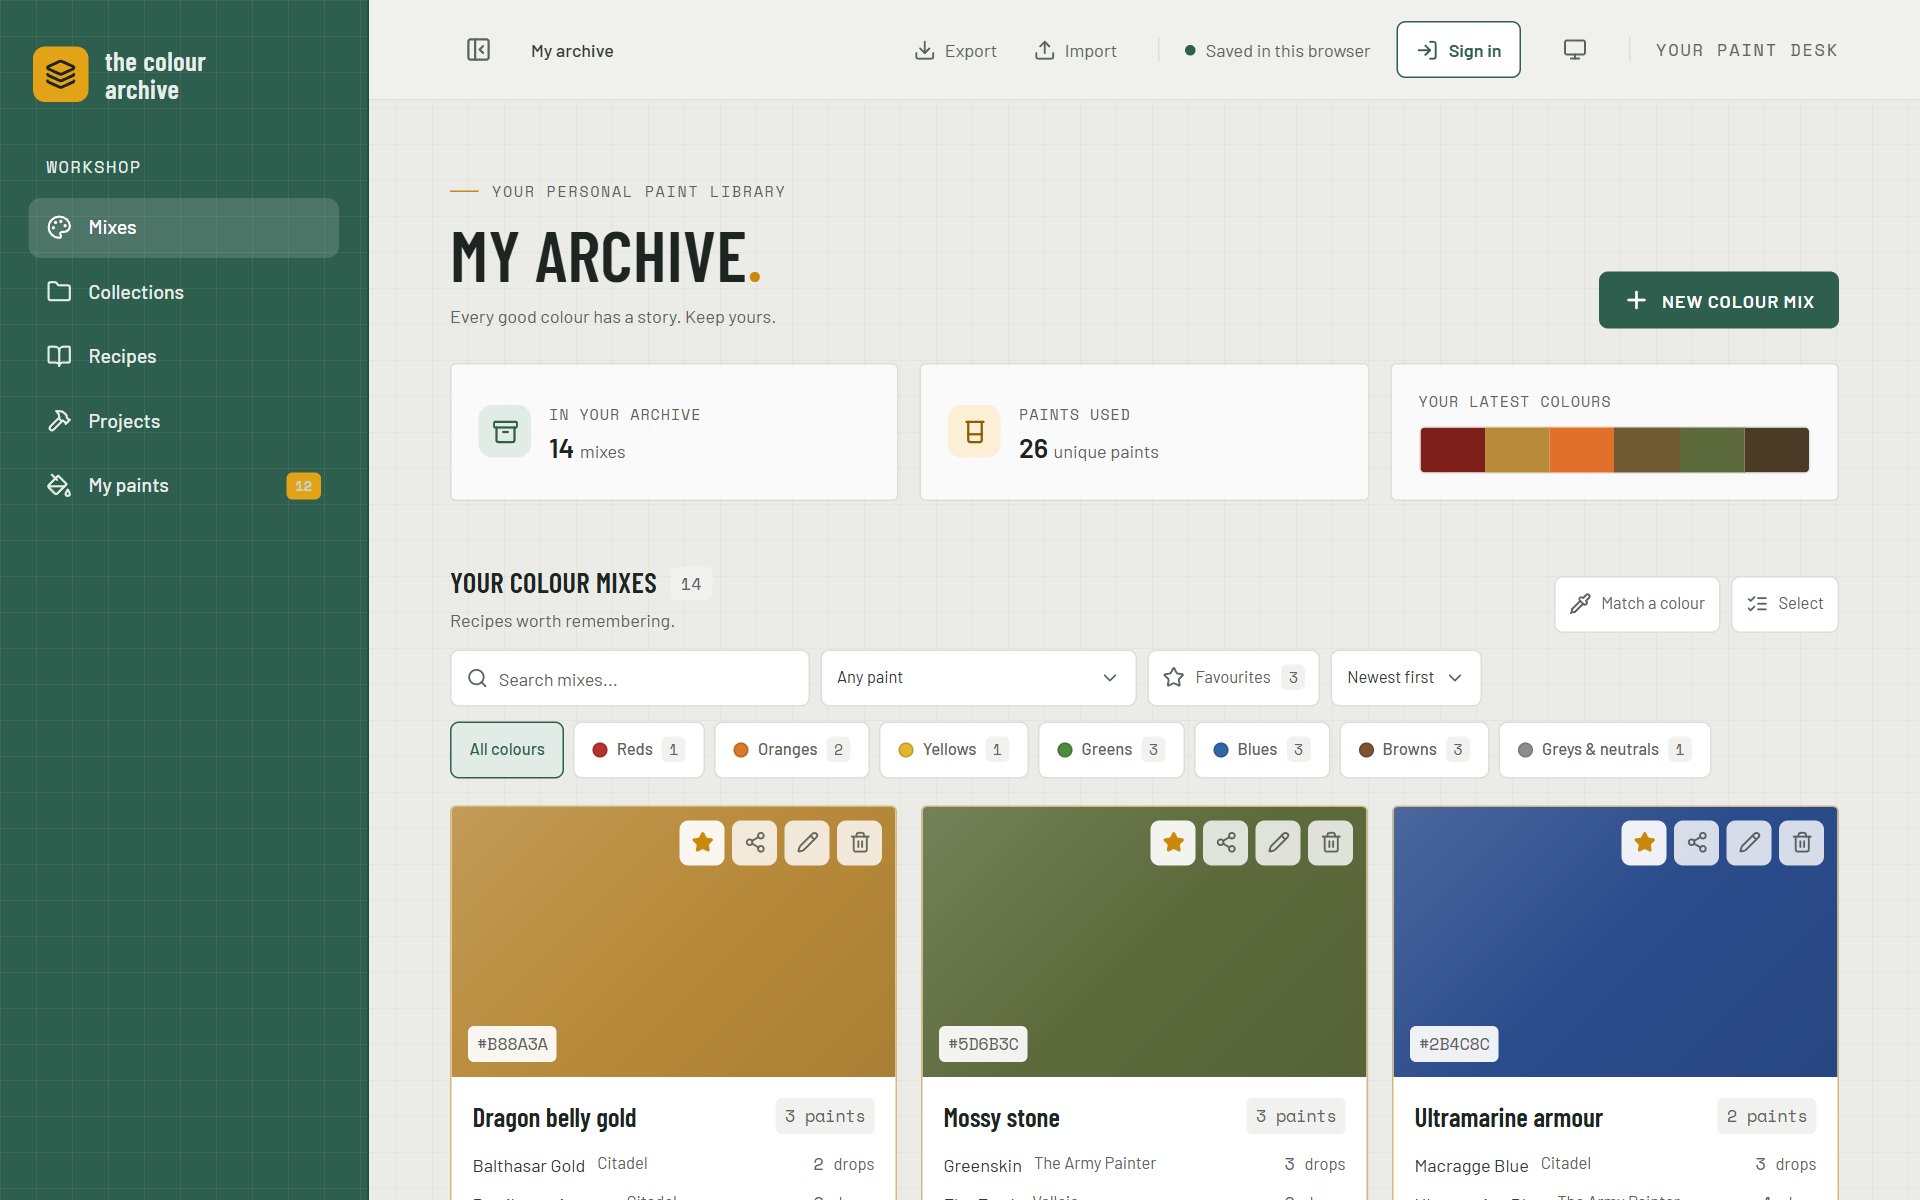 the colour
archive
WORKSHOP
Mixes
Collections
Recipes
Projects
My paints 12
My archive
Export
Import
Saved in this browser
Sign in
YOUR PAINT DESK
YOUR PERSONAL PAINT LIBRARY
MY ARCHIVE.
Every good colour has a story. Keep yours.
NEW COLOUR MIX
IN YOUR ARCHIVE
14 mixes
PAINTS USED
26 unique paints
YOUR LATEST COLOURS
YOUR COLOUR MIXES 14
Recipes worth remembering.
Match a colour
Select
Search mixes...
Any paint
Favourites 3
Newest first
All colours
Reds 1
Oranges 2
Yellows 1
Greens 3
Blues 3
Browns 3
Greys & neutrals 1
#B88A3A
Dragon belly gold 3 paints
Balthasar Gold Citadel 2 drops
#5D6B3C
Mossy stone 3 paints
Greenskin The Army Painter 3 drops
#2B4C8C
Ultramarine armour 2 paints
Macragge Blue Citadel 3 drops